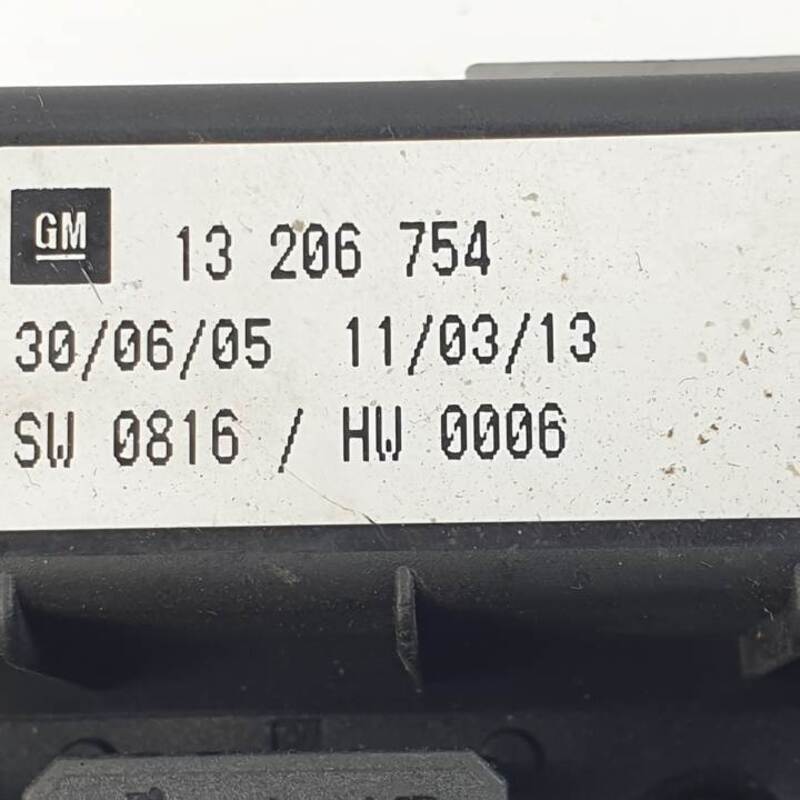 GM 13 206 754
30/06/05 11/03/13
SW 0816 / HW 0006